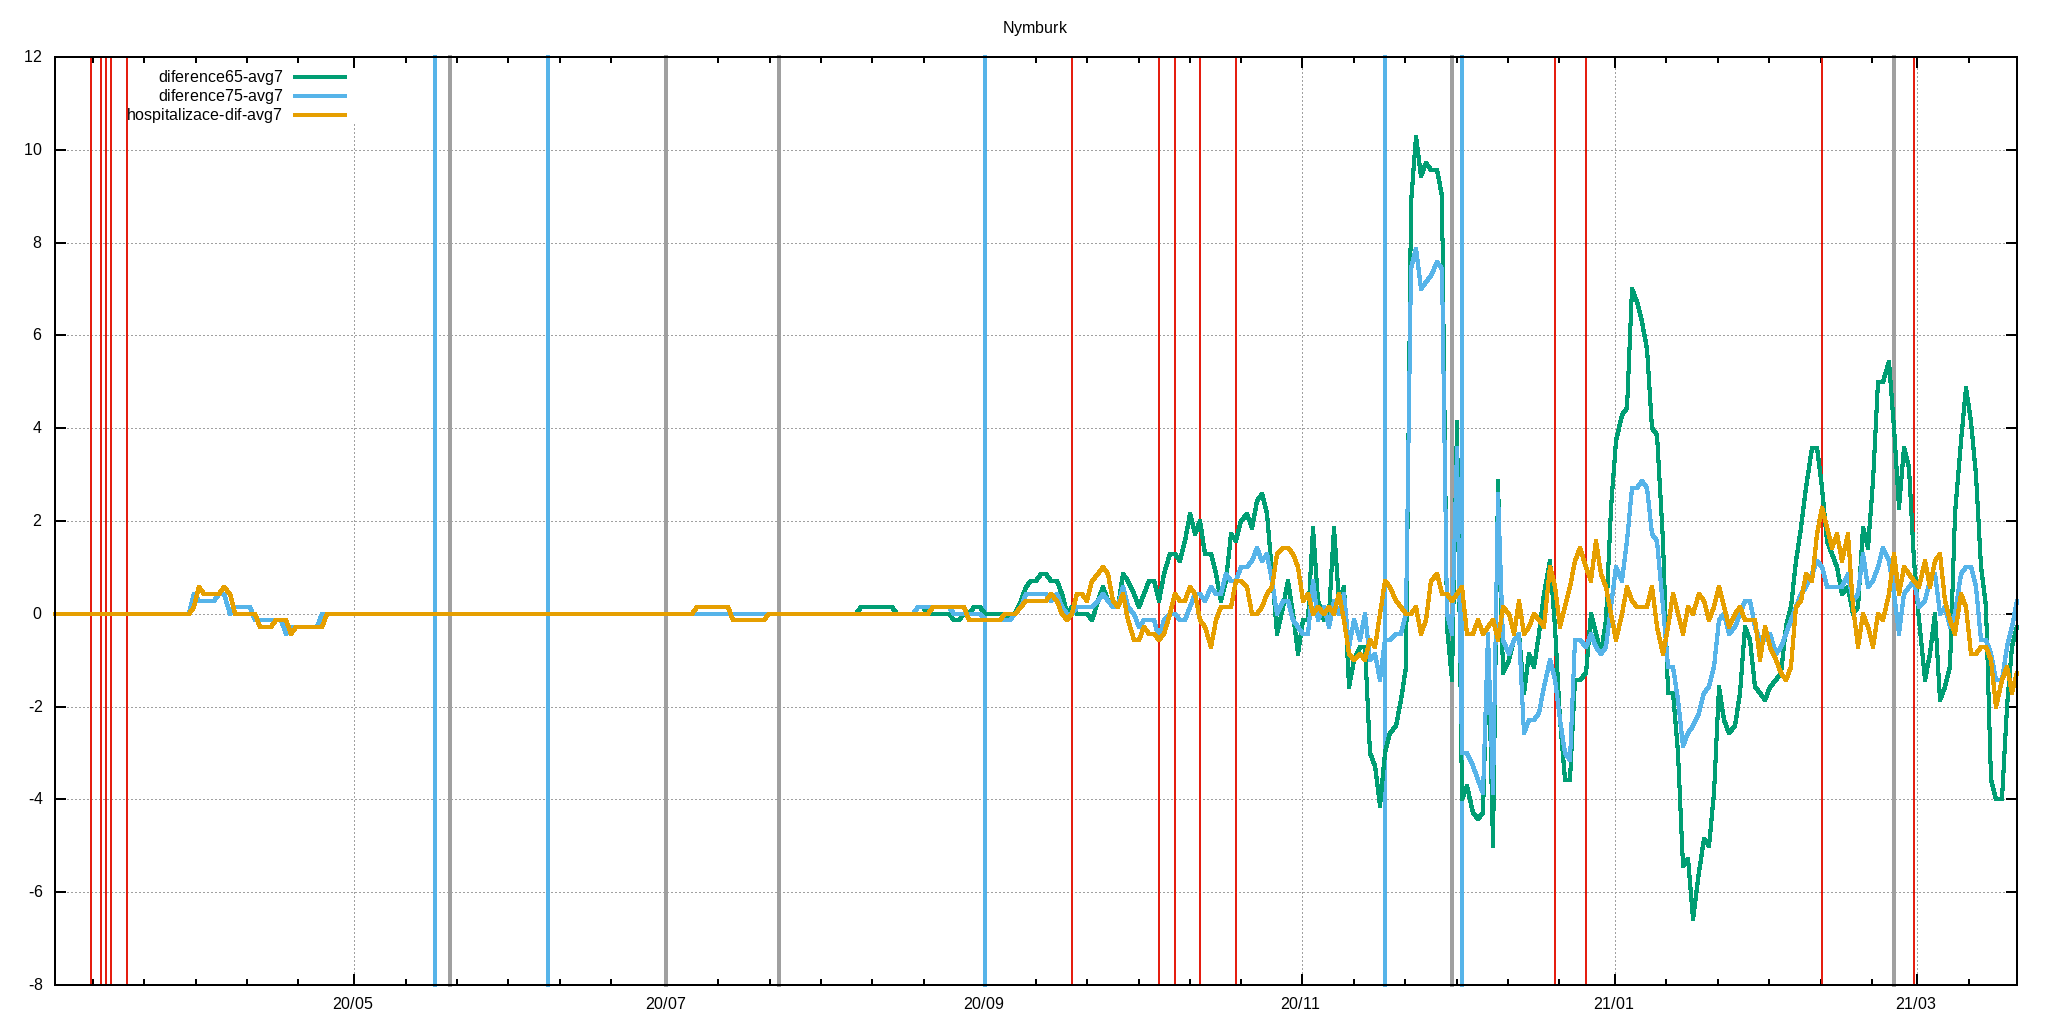 Nymburk
diference65-avg7
diference75-avg7
hospitalizace-dif-avg7
12
10
8
6
4
2
0
-2
-4
-6
-8
20/05 20/07 20/09 20/11 21/01 21/03